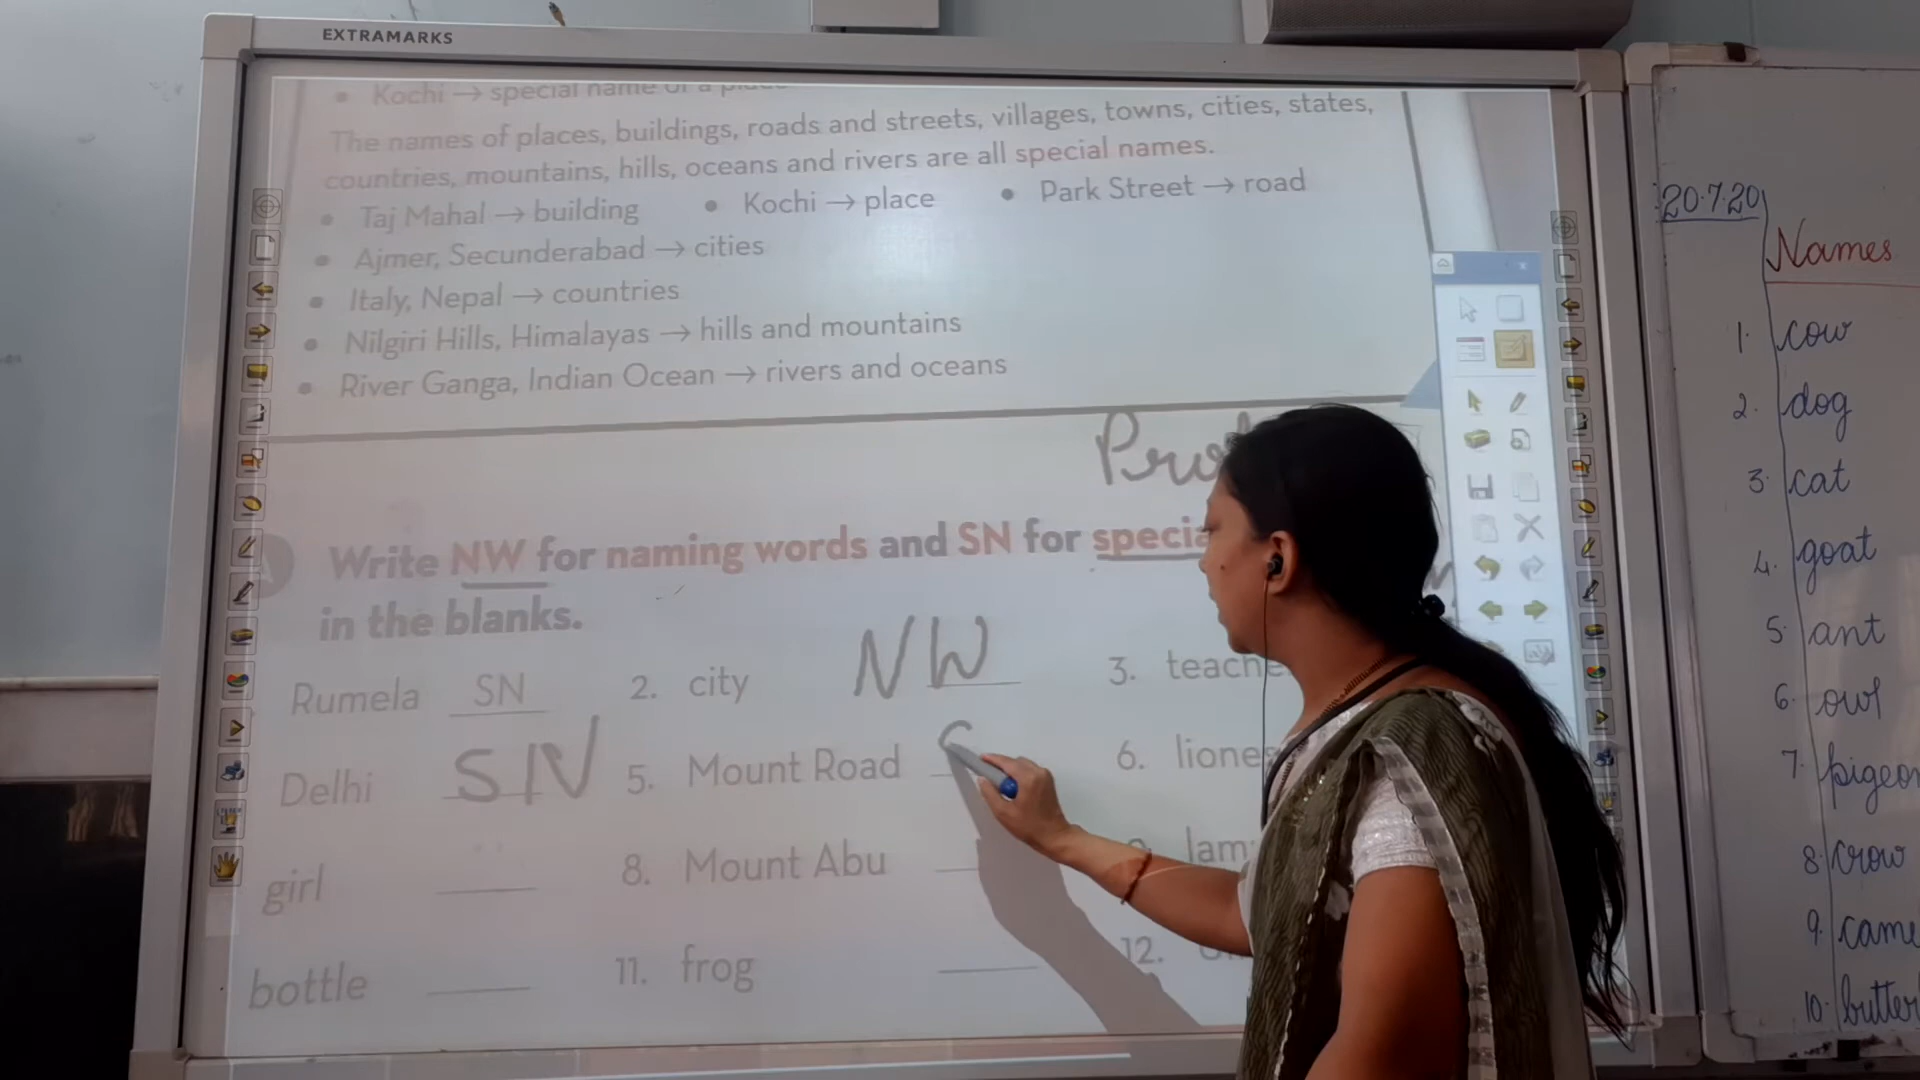 EXTRAMARKS
Kochi → special name of a place
The names of places, buildings, roads and streets, villages, towns, cities, states,
countries, mountains, hills, oceans and rivers are all special names.
• Taj Mahal → building • Kochi → place • Park Street → road
• Ajmer, Secunderabad → cities
• Italy, Nepal → countries
• Nilgiri Hills, Himalayas → hills and mountains
• River Ganga, Indian Ocean → rivers and oceans
A Write NW for naming words and SN for
in the blanks.
Rumela SN 2. city NW 3.
Delhi SN 5. Mount Road S 6.
girl 8. Mount Abu
bottle 11. frog 12.
20.7.20
Names
1. cow
2. dog
3. cat
4. goat
5. ant
6. owl
7. pigeon
8. crow
9. came
10. butter